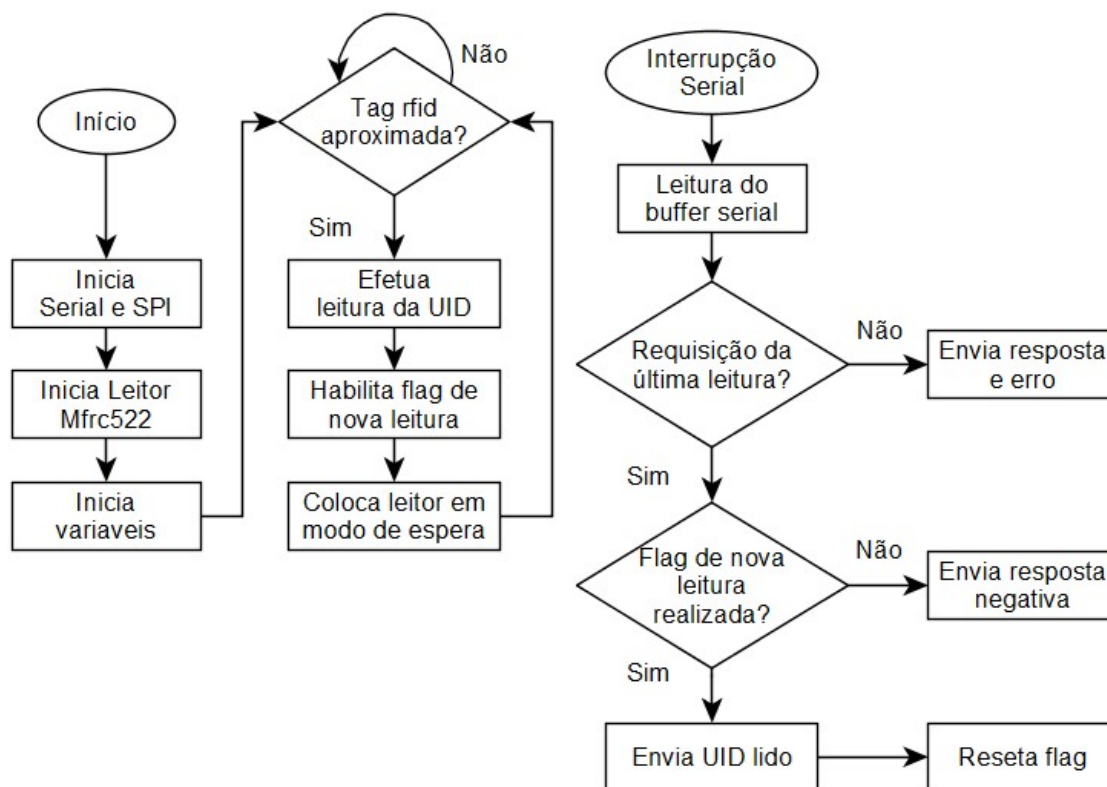 Início
Inicia
Serial e SPI
Inicia Leitor
Mfrc522
Inicia
variaveis
Não
Tag rfid
aproximada?
Sim
Efetua
leitura da UID
Habilita flag de
nova leitura
Coloca leitor em
modo de espera
Interrupção
Serial
Leitura do
buffer serial
Requisição da
última leitura?
Não
Envia resposta
e erro
Sim
Flag de nova
leitura
realizada?
Não
Envia resposta
negativa
Sim
Envia UID lido
Reseta flag